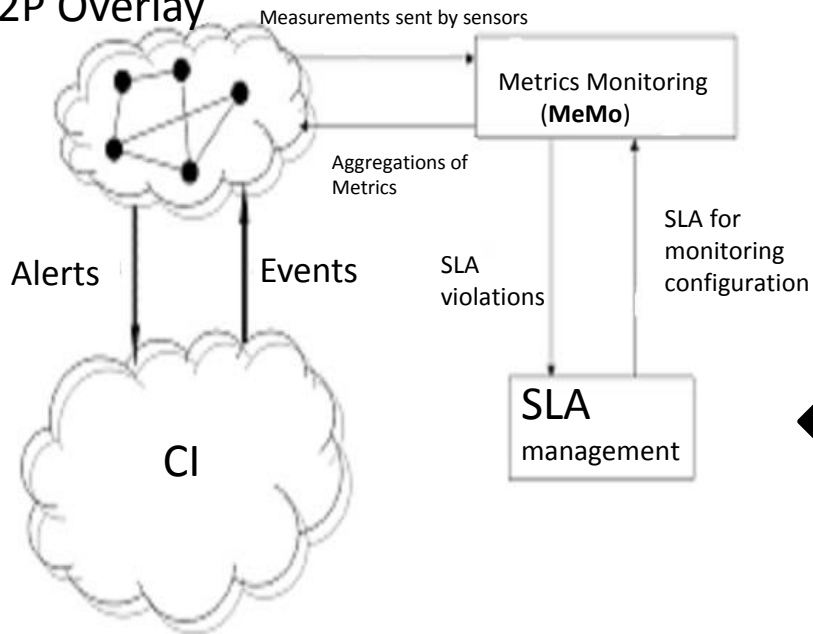 2P Overlay
Measurements sent by sensors
Metrics Monitoring
(MeMo)
Aggregations of
Metrics
Alerts
Events
SLA
violations
SLA for
monitoring
configuration
CI
SLA
management